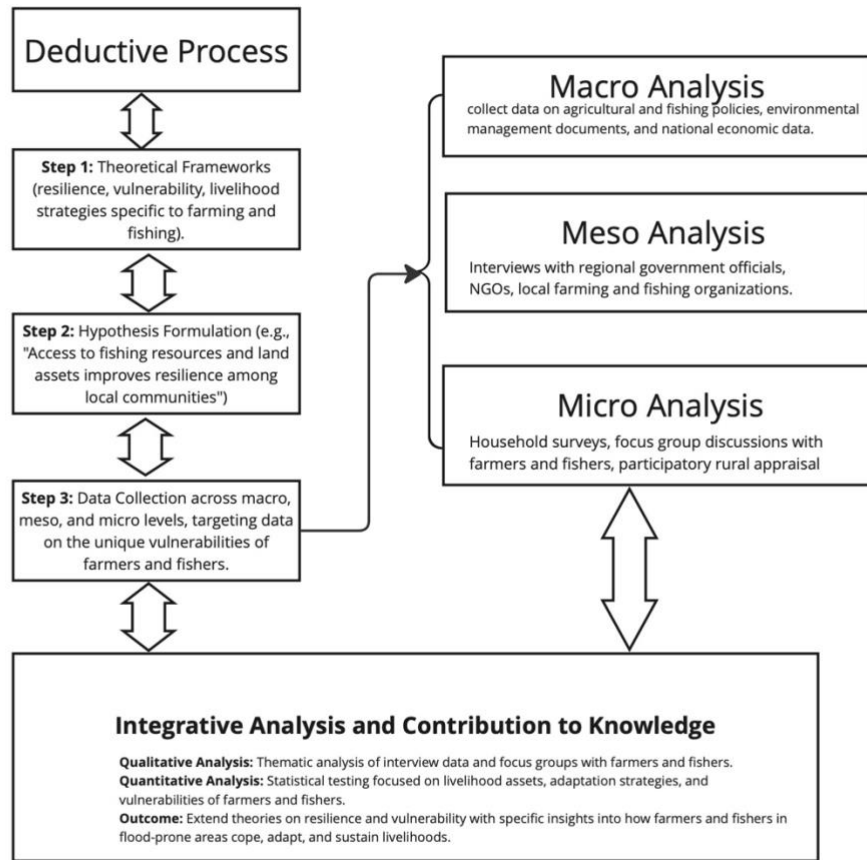 Deductive Process
Step 1: Theoretical Frameworks
(resilience, vulnerability, livelihood
strategies specific to farming and
fishing).
Step 2: Hypothesis Formulation (e.g.,
"Access to fishing resources and land
assets improves resilience among
local communities")
Step 3: Data Collection across macro,
meso, and micro levels, targeting data
on the unique vulnerabilities of
farmers and fishers.
Macro Analysis
collect data on agricultural and fishing policies, environmental
management documents, and national economic data.
Meso Analysis
Interviews with regional government officials,
NGOs, local farming and fishing organizations.
Micro Analysis
Household surveys, focus group discussions with
farmers and fishers, participatory rural appraisal
Integrative Analysis and Contribution to Knowledge
Qualitative Analysis: Thematic analysis of interview data and focus groups with farmers and fishers.
Quantitative Analysis: Statistical testing focused on livelihood assets, adaptation strategies, and
vulnerabilities of farmers and fishers.
Outcome: Extend theories on resilience and vulnerability with specific insights into how farmers and fishers in
flood-prone areas cope, adapt, and sustain livelihoods.